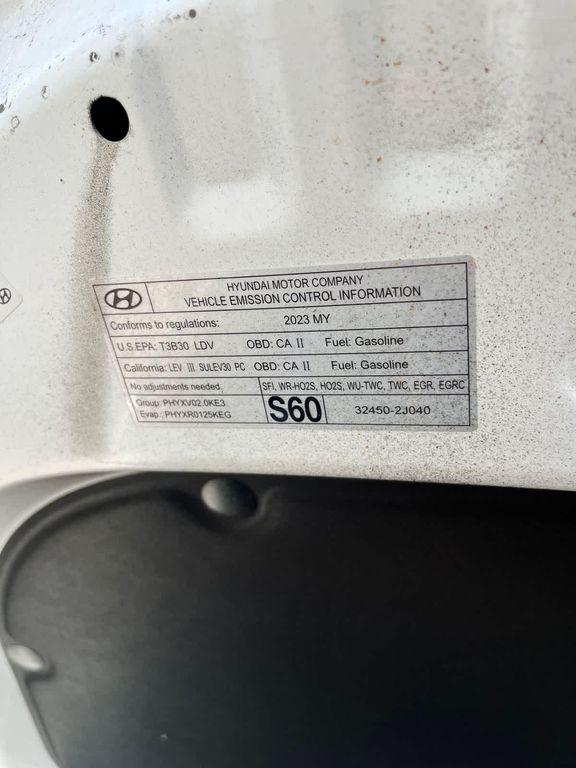 HYUNDAI MOTOR COMPANY
VEHICLE EMISSION CONTROL INFORMATION
Conforms to regulations: 2023 MY
U.S.EPA: T3B30 LDV OBD: CA II Fuel: Gasoline
California: LEV III SULEV30 PC OBD: CA II Fuel: Gasoline
No adjustments needed. SFI, WR-HO2S, HO2S, WU-TWC, TWC, EGR, EGRC
Group: PHYXV02.0KE3
Evap.: PHYXR0125KEG
S60 32450-2J040